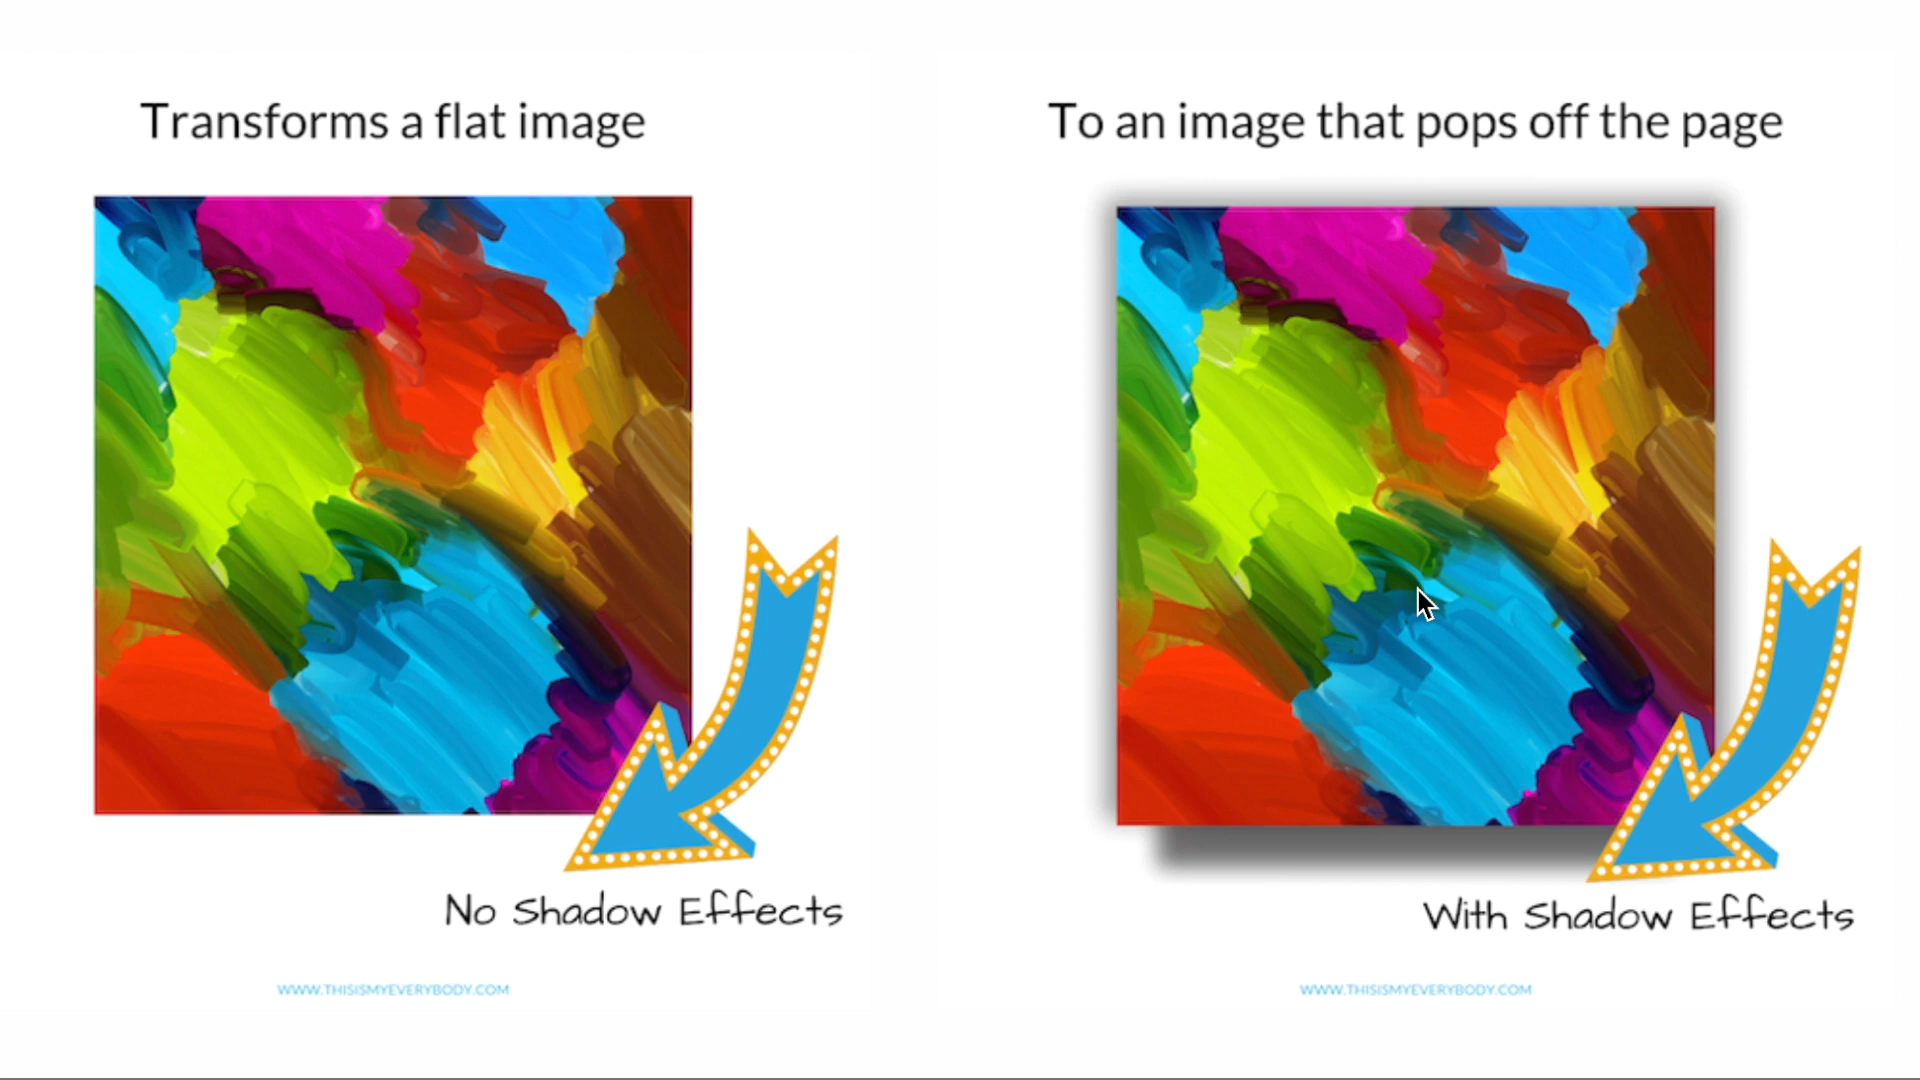 Transforms a flat image
No Shadow Effects
WWW.THISISMYEVERYBODY.COM
To an image that pops off the page
With Shadow Effects
WWW.THISISMYEVERYBODY.COM